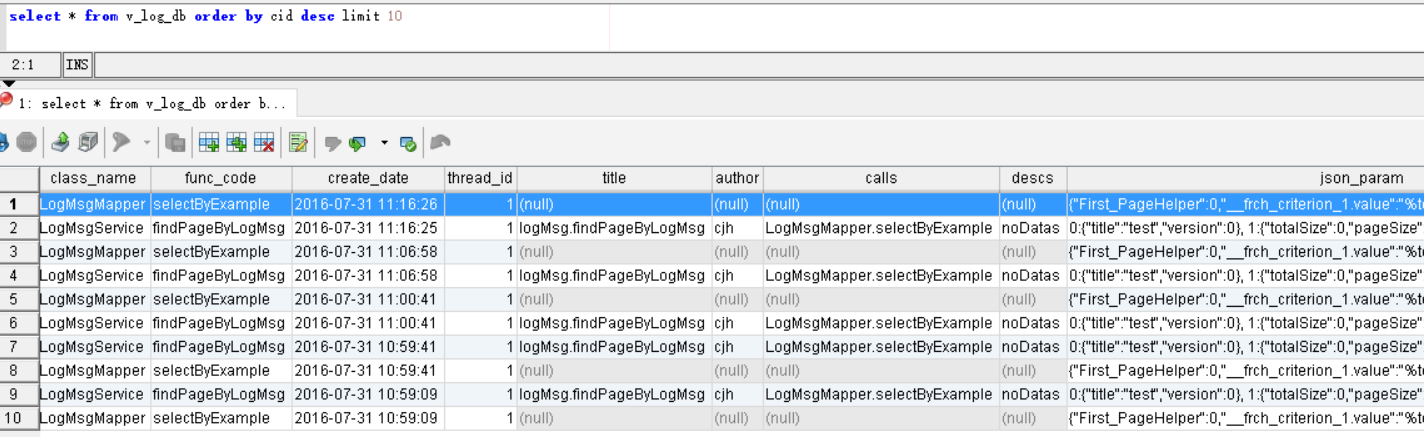 select * from v_log_db order by cid desc limit 10
2:1 INS
1: select * from v_log_db order b...
class_name func_code create_date thread_id title author calls descs json_param
1 LogMsgMapper selectByExample 2016-07-31 11:16:26 1 (null) (null) (null) (null) {"First_PageHelper":0,"__frch_criterion_1.value":"%t
2 LogMsgService findPageByLogMsg 2016-07-31 11:16:25 1 logMsg.findPageByLogMsg cjh LogMsgMapper.selectByExample noDatas 0:{"title":"test","version":0}, 1:{"totalSize":0,"pageSize"
3 LogMsgMapper selectByExample 2016-07-31 11:06:58 1 (null) (null) (null) (null) {"First_PageHelper":0,"__frch_criterion_1.value":"%t
4 LogMsgService findPageByLogMsg 2016-07-31 11:06:58 1 logMsg.findPageByLogMsg cjh LogMsgMapper.selectByExample noDatas 0:{"title":"test","version":0}, 1:{"totalSize":0,"pageSize"
5 LogMsgMapper selectByExample 2016-07-31 11:00:41 1 (null) (null) (null) (null) {"First_PageHelper":0,"__frch_criterion_1.value":"%t
6 LogMsgService findPageByLogMsg 2016-07-31 11:00:41 1 logMsg.findPageByLogMsg cjh LogMsgMapper.selectByExample noDatas 0:{"title":"test","version":0}, 1:{"totalSize":0,"pageSize"
7 LogMsgService findPageByLogMsg 2016-07-31 10:59:41 1 logMsg.findPageByLogMsg cjh LogMsgMapper.selectByExample noDatas 0:{"title":"test","version":0}, 1:{"totalSize":0,"pageSize"
8 LogMsgMapper selectByExample 2016-07-31 10:59:41 1 (null) (null) (null) (null) {"First_PageHelper":0,"__frch_criterion_1.value":"%t
9 LogMsgService findPageByLogMsg 2016-07-31 10:59:09 1 logMsg.findPageByLogMsg cjh LogMsgMapper.selectByExample noDatas 0:{"title":"test","version":0}, 1:{"totalSize":0,"pageSize"
10 LogMsgMapper selectByExample 2016-07-31 10:59:09 1 (null) (null) (null) (null) {"First_PageHelper":0,"__frch_criterion_1.value":"%t